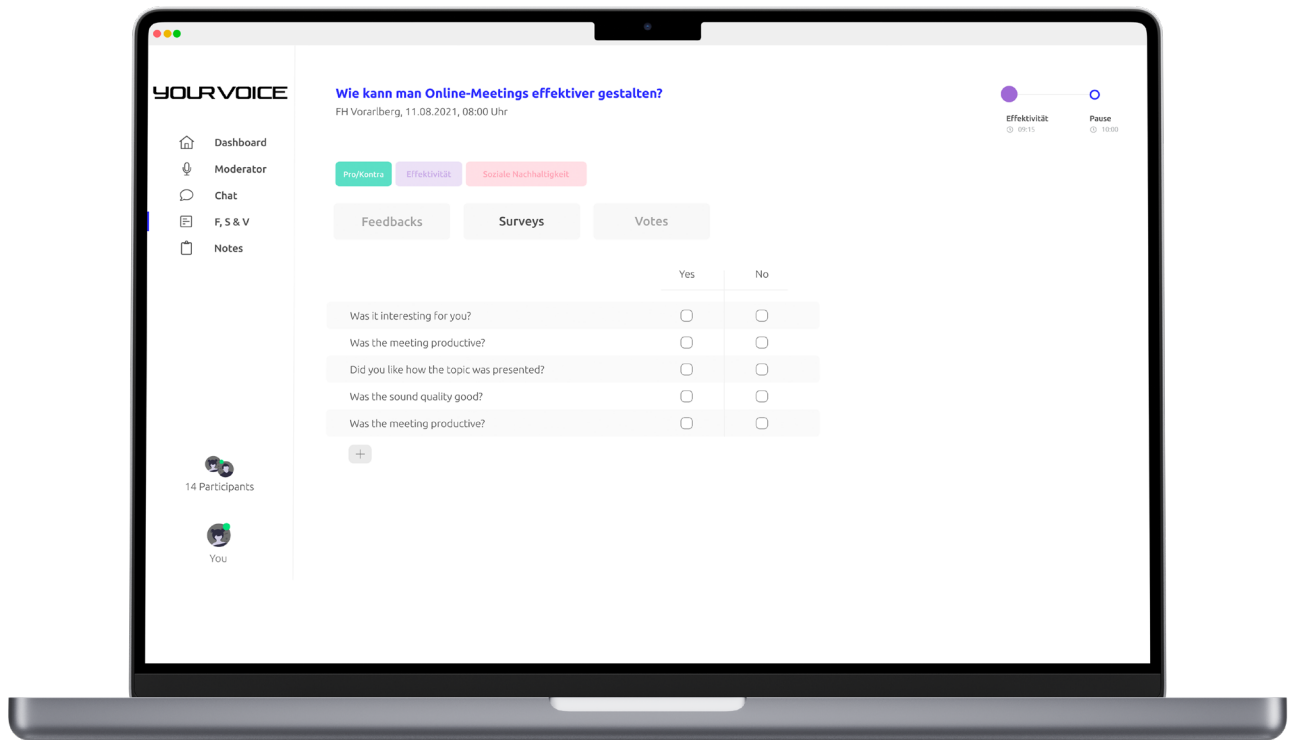 YOURVOICE
Dashboard
Moderator
Chat
F, S & V
Notes
14 Participants
You
Wie kann man Online-Meetings effektiver gestalten?
FH Vorarlberg, 11.08.2021, 08:00 Uhr
Effektivität
09:15
Pause
10:00
Pro/Kontra Effektivität Soziale Nachhaltigkeit
Feedbacks Surveys Votes
Yes No
Was it interesting for you?
Was the meeting productive?
Did you like how the topic was presented?
Was the sound quality good?
Was the meeting productive?